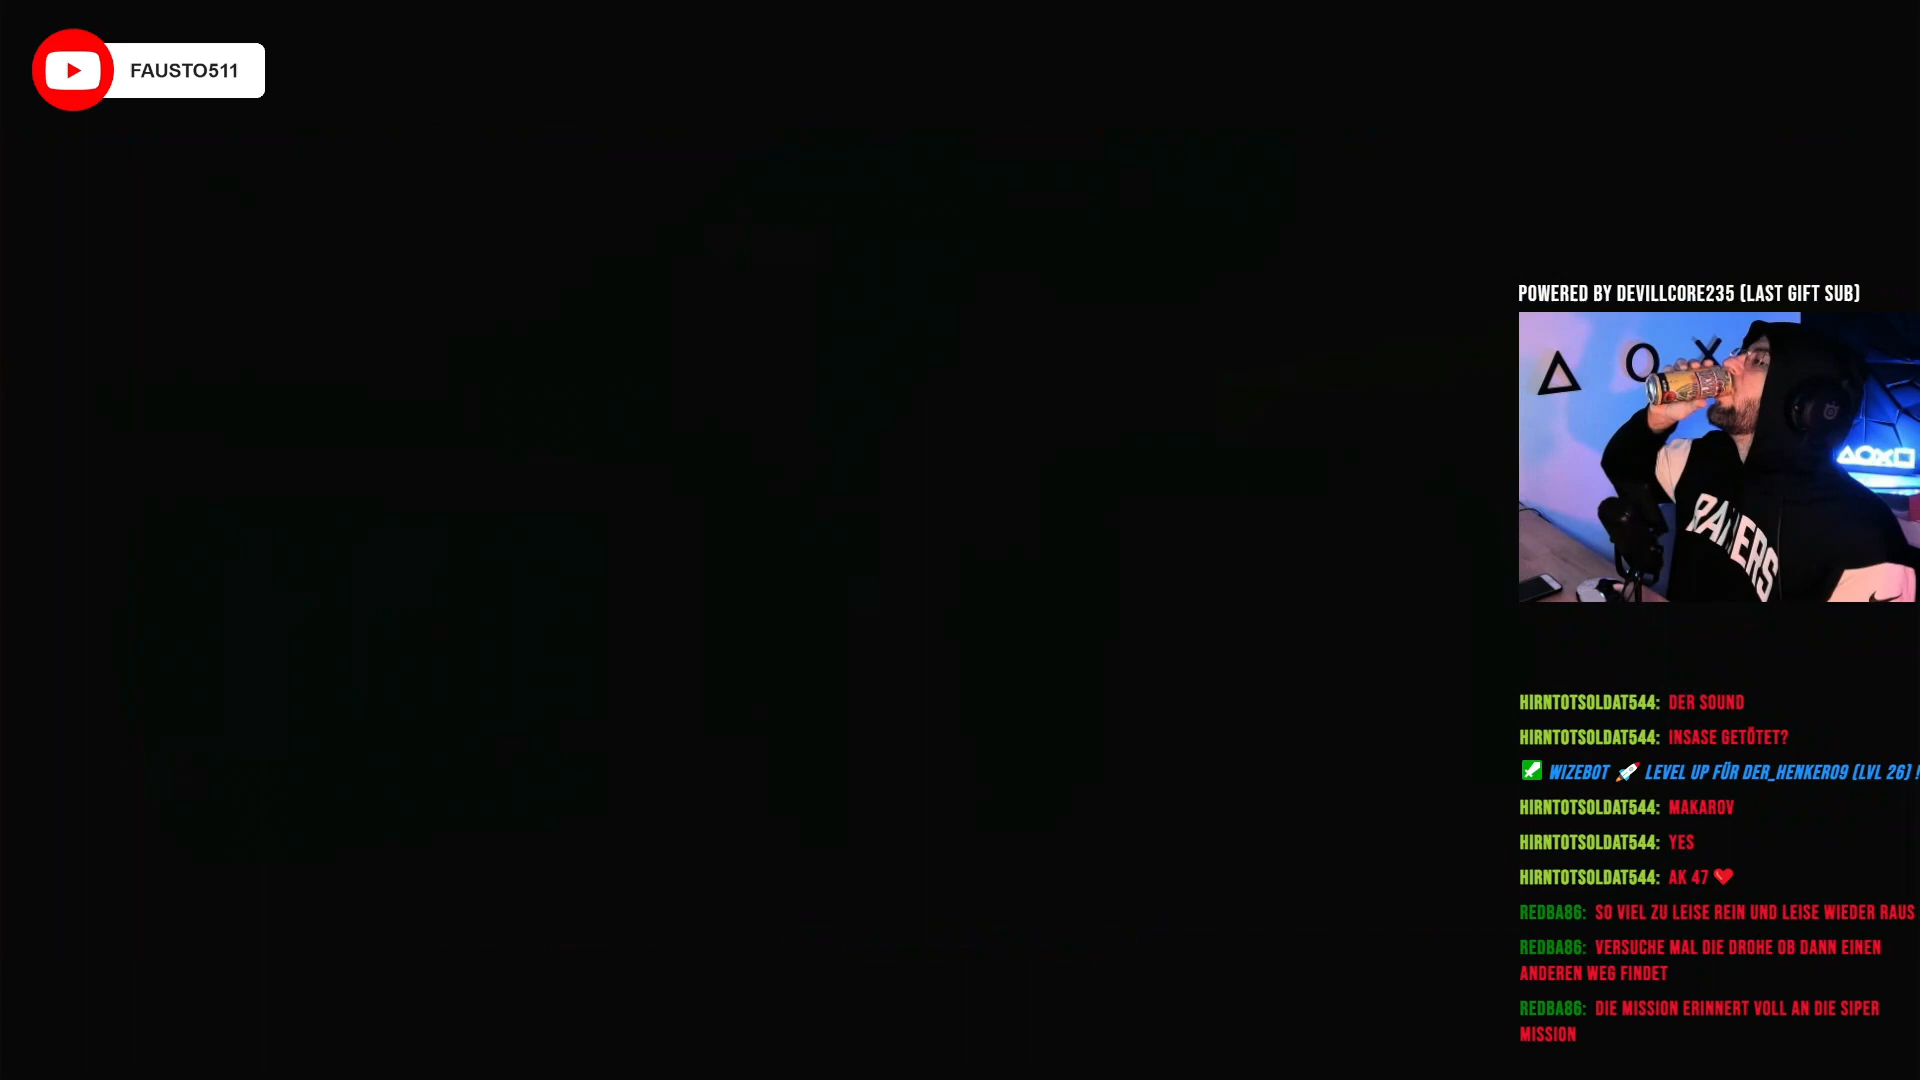 FAUSTO511
POWERED BY DEVILLCORE235 (LAST GIFT SUB)
HIRNTOTSOLDAT544: DER SOUND
HIRNTOTSOLDAT544: INSASE GETÖTET?
WIZEBOT 🚀 LEVEL UP FÜR DER_HENKER09 (LVL 26) !
HIRNTOTSOLDAT544: MAKAROV
HIRNTOTSOLDAT544: YES
HIRNTOTSOLDAT544: AK 47 ❤
REDBA86: SO VIEL ZU LEISE REIN UND LEISE WIEDER RAUS
REDBA86: VERSUCHE MAL DIE DROHE OB DANN EINEN
ANDEREN WEG FINDET
REDBA86: DIE MISSION ERINNERT VOLL AN DIE SIPER
MISSION